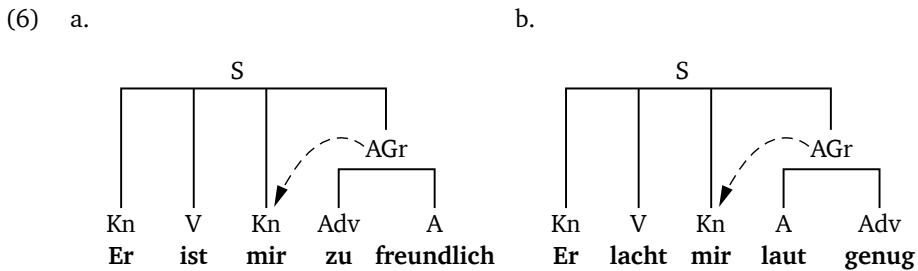 (6) a. b.
S S
AGr AGr
Kn V Kn Adv A Kn V Kn A Adv
Er ist mir zu freundlich Er lacht mir laut genug